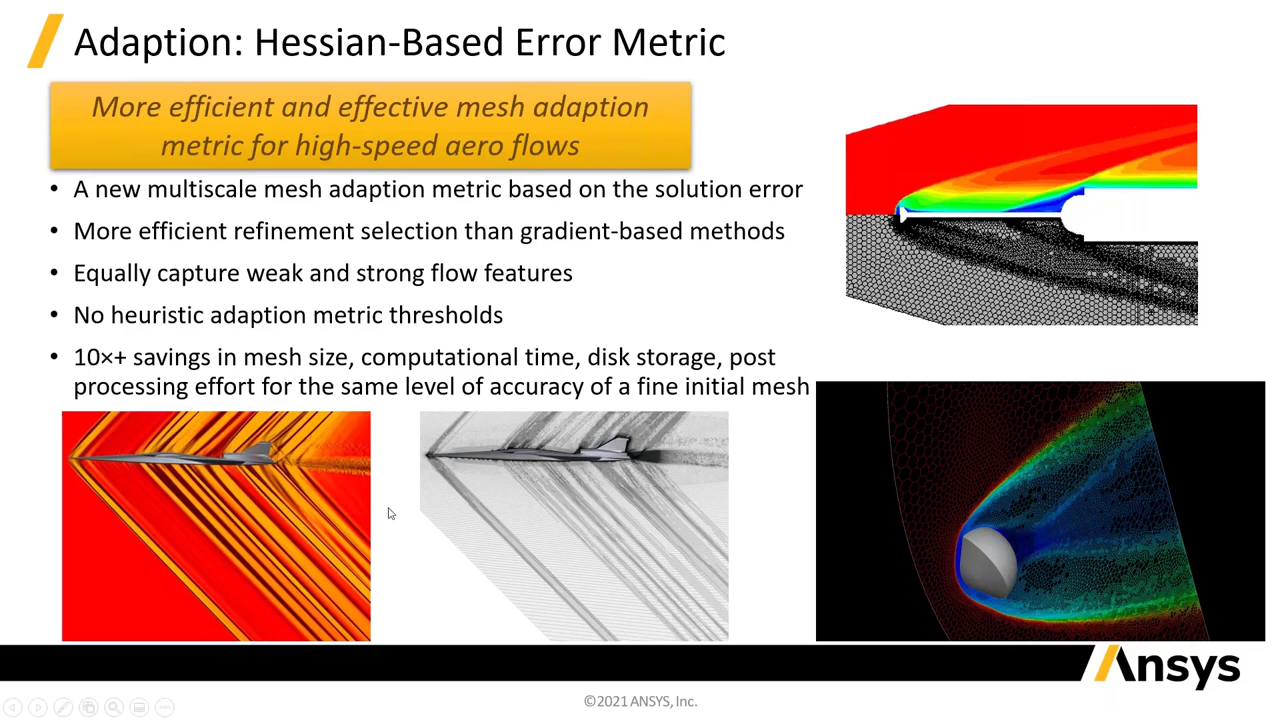 Adaption: Hessian-Based Error Metric
More efficient and effective mesh adaption
metric for high-speed aero flows
• A new multiscale mesh adaption metric based on the solution error
• More efficient refinement selection than gradient-based methods
• Equally capture weak and strong flow features
• No heuristic adaption metric thresholds
• 10×+ savings in mesh size, computational time, disk storage, post
processing effort for the same level of accuracy of a fine initial mesh
Ansys
©2021 ANSYS, Inc.